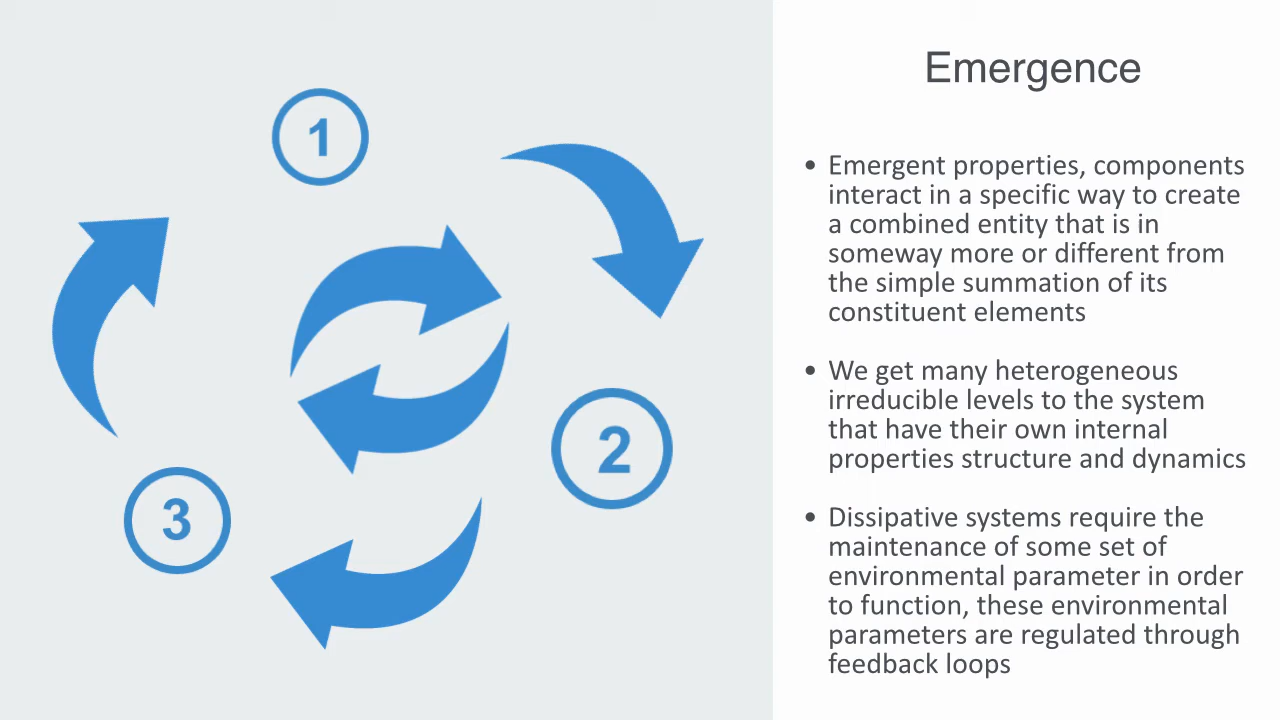 1
2
3
Emergence
• Emergent properties, components
interact in a specific way to create
a combined entity that is in
someway more or different from
the simple summation of its
constituent elements
• We get many heterogeneous
irreducible levels to the system
that have their own internal
properties structure and dynamics
• Dissipative systems require the
maintenance of some set of
environmental parameter in order
to function, these environmental
parameters are regulated through
feedback loops